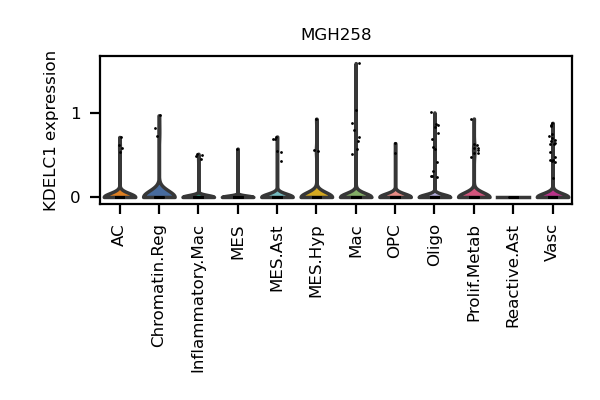 MGH258
KDELC1 expression
1
0
AC
Chromatin.Reg
Inflammatory.Mac
MES
MES.Ast
MES.Hyp
Mac
OPC
Oligo
Prolif.Metab
Reactive.Ast
Vasc